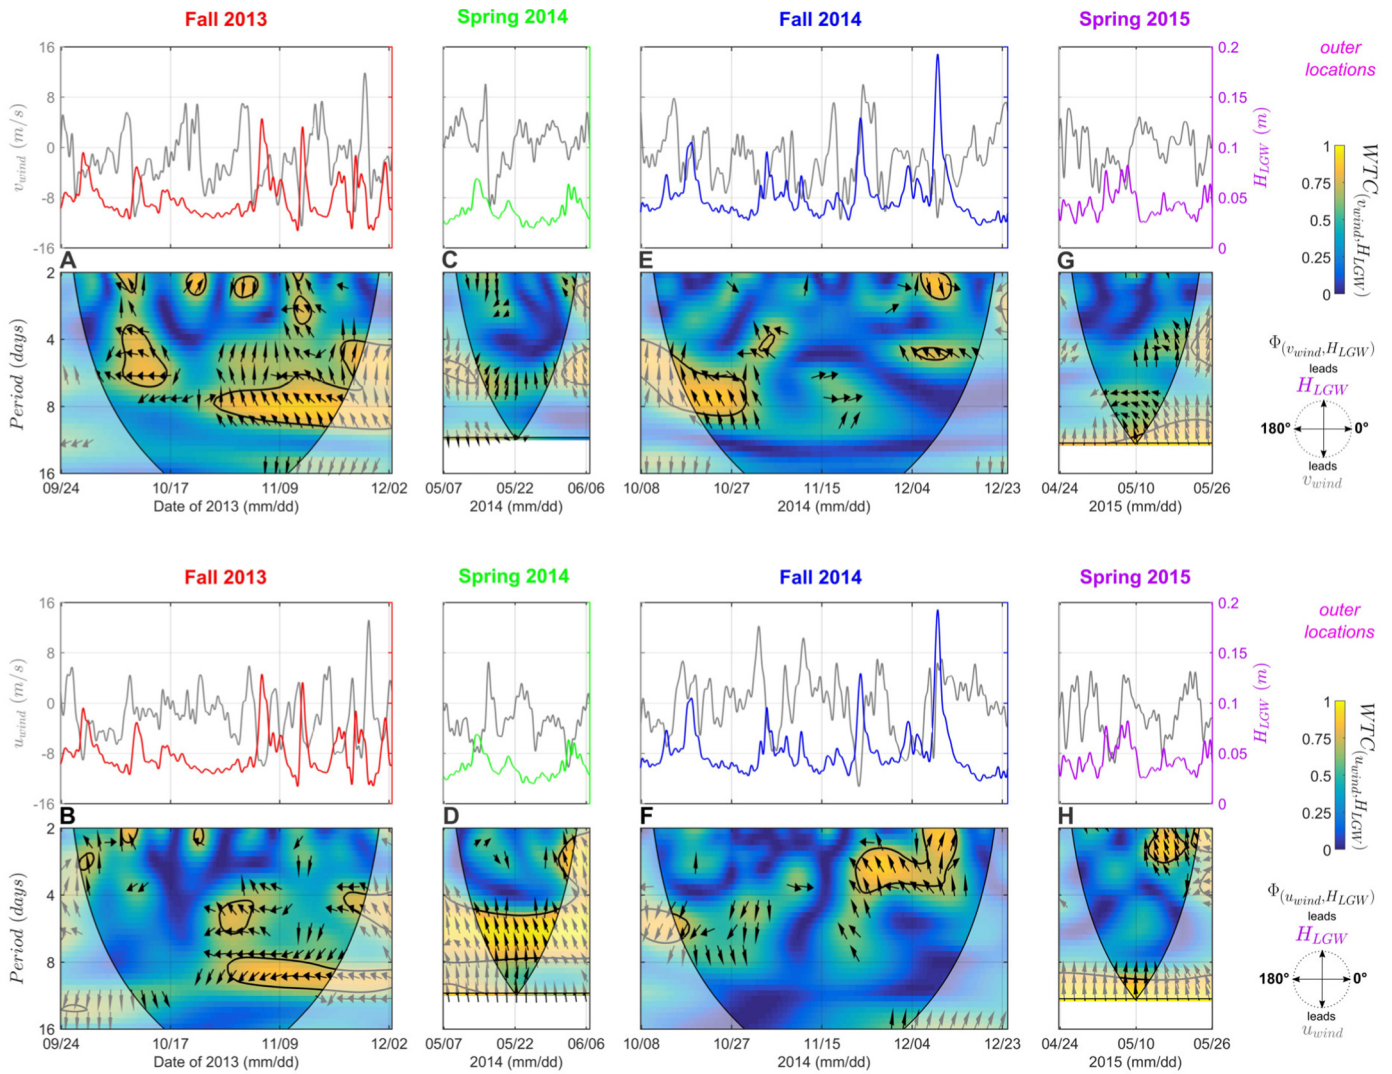 Fall 2013
Spring 2014
Fall 2014
Spring 2015
outer
locations
16
8
0
-8
-16
v_wind (m/s)
0.2
0.15
0.1
0.05
0
H_LGW (m)
A
C
E
G
2
4
8
16
Period (days)
09/24 10/17 11/09 12/02
Date of 2013 (mm/dd)
05/07 05/22 06/06
2014 (mm/dd)
10/08 10/27 11/15 12/04 12/23
2014 (mm/dd)
04/24 05/10 05/26
2015 (mm/dd)
1
0.75
0.5
0.25
0
WTC(v_wind,H_LGW)
Φ(v_wind,H_LGW)
leads
H_LGW
180° 0°
leads
v_wind
Fall 2013
Spring 2014
Fall 2014
Spring 2015
outer
locations
16
8
0
-8
-16
u_wind (m/s)
0.2
0.15
0.1
0.05
0
H_LGW (m)
B
D
F
H
2
4
8
16
Period (days)
09/24 10/17 11/09 12/02
Date of 2013 (mm/dd)
05/07 05/22 06/06
2014 (mm/dd)
10/08 10/27 11/15 12/04 12/23
2014 (mm/dd)
04/24 05/10 05/26
2015 (mm/dd)
1
0.75
0.5
0.25
0
WTC(u_wind,H_LGW)
Φ(u_wind,H_LGW)
leads
H_LGW
180° 0°
leads
u_wind